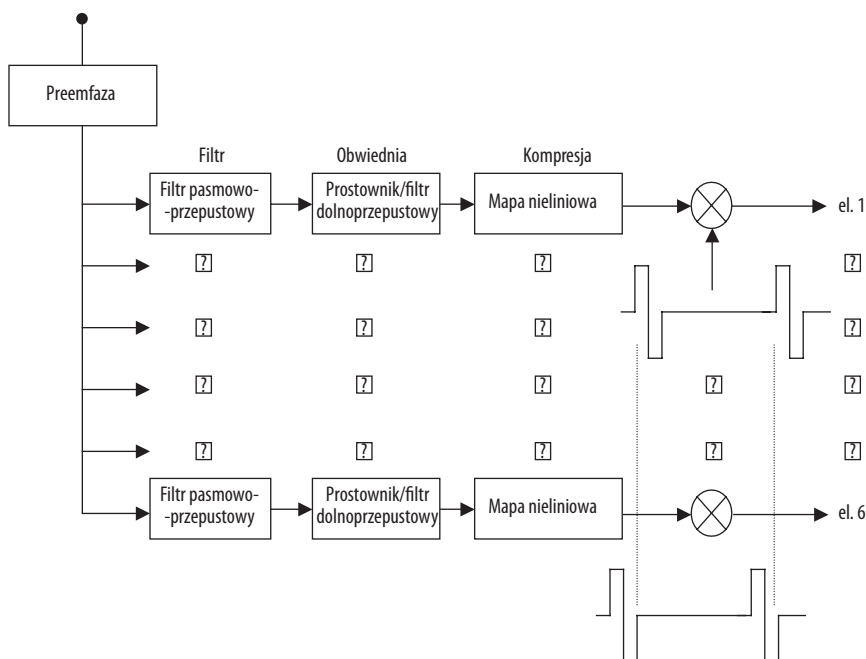 Preemfaza
Filtr Obwiednia Kompresja
Filtr pasmowo-
-przepustowy
Prostownik/filtr
dolnoprzepustowy
Mapa nieliniowa
el. 1
? ? ? ?
? ? ? ?
? ? ? ? ?
? ? ? ? ?
Filtr pasmowo-
-przepustowy
Prostownik/filtr
dolnoprzepustowy
Mapa nieliniowa
el. 6